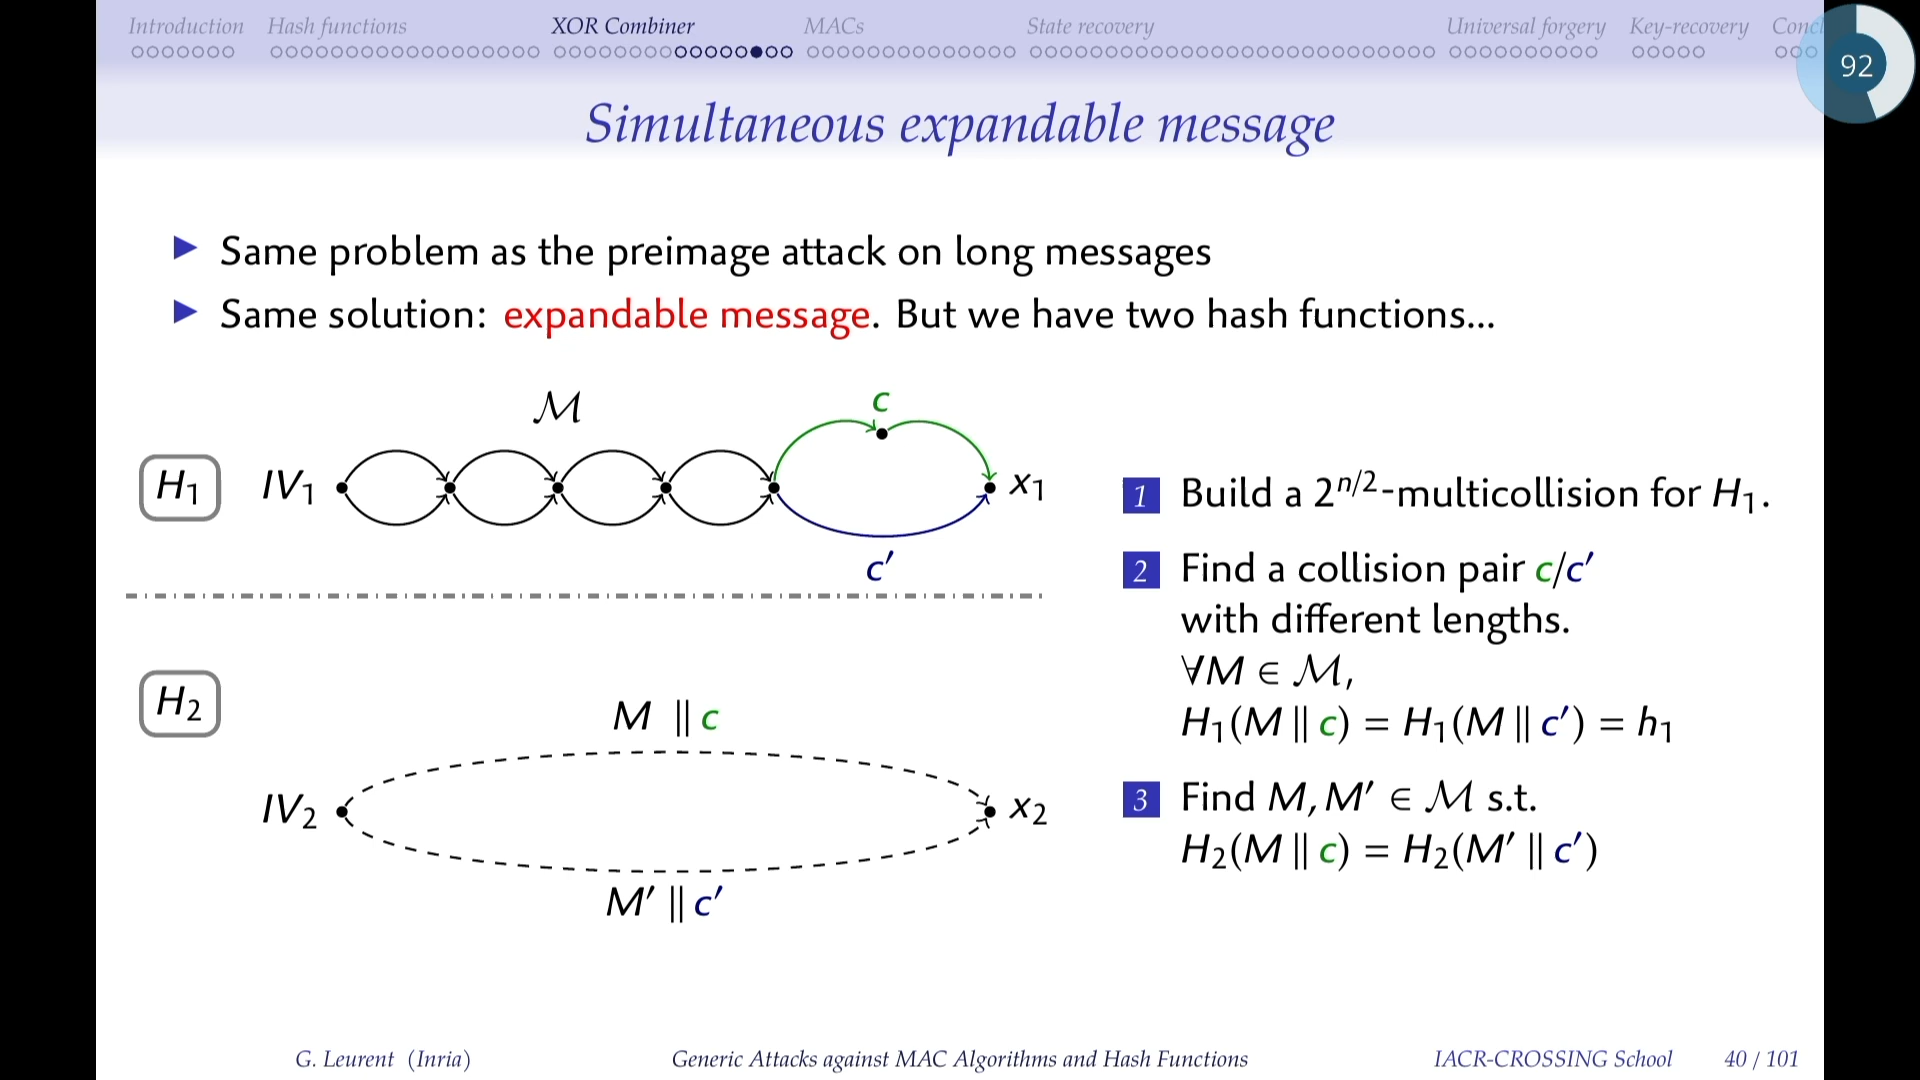 Introduction Hash functions XOR Combiner MACs State recovery Universal forgery Key-recovery Concl
92
Simultaneous expandable message
▶ Same problem as the preimage attack on long messages
▶ Same solution: expandable message. But we have two hash functions...
ℳ
c
H₁ IV₁ x₁
c′
H₂
M ∥ c
IV₂ x₂
M′ ∥ c′
1 Build a 2^{n/2}-multicollision for H₁.
2 Find a collision pair c/c′
with different lengths.
∀M ∈ ℳ,
H₁(M ∥ c) = H₁(M ∥ c′) = h₁
3 Find M, M′ ∈ ℳ s.t.
H₂(M ∥ c) = H₂(M′ ∥ c′)
G. Leurent (Inria) Generic Attacks against MAC Algorithms and Hash Functions IACR-CROSSING School 40 / 101